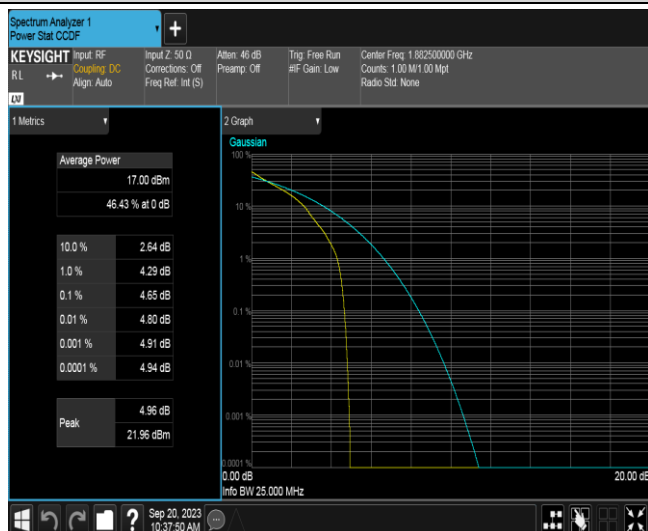 Spectrum Analyzer 1
Power Stat CCDF
+
KEYSIGHT
RL
LXI
Input: RF
Coupling: DC
Align: Auto
Input Z: 50 Ω
Corrections: Off
Freq Ref: Int (S)
Atten: 46 dB
Preamp: Off
Trig: Free Run
#IF Gain: Low
Center Freq: 1.882500000 GHz
Counts: 1.00 M/1.00 Mpt
Radio Std: None
1 Metrics
Average Power
17.00 dBm
46.43 % at 0 dB
10.0 % 2.64 dB
1.0 % 4.29 dB
0.1 % 4.65 dB
0.01 % 4.80 dB
0.001 % 4.91 dB
0.0001 % 4.94 dB
Peak
4.96 dB
21.96 dBm
2 Graph
Gaussian
100 %
10 %
1 %
0.1 %
0.01 %
0.001 %
0.0001 %
0.00 dB 20.00 dB
Info BW 25.000 MHz
?
Sep 20, 2023
10:37:50 AM